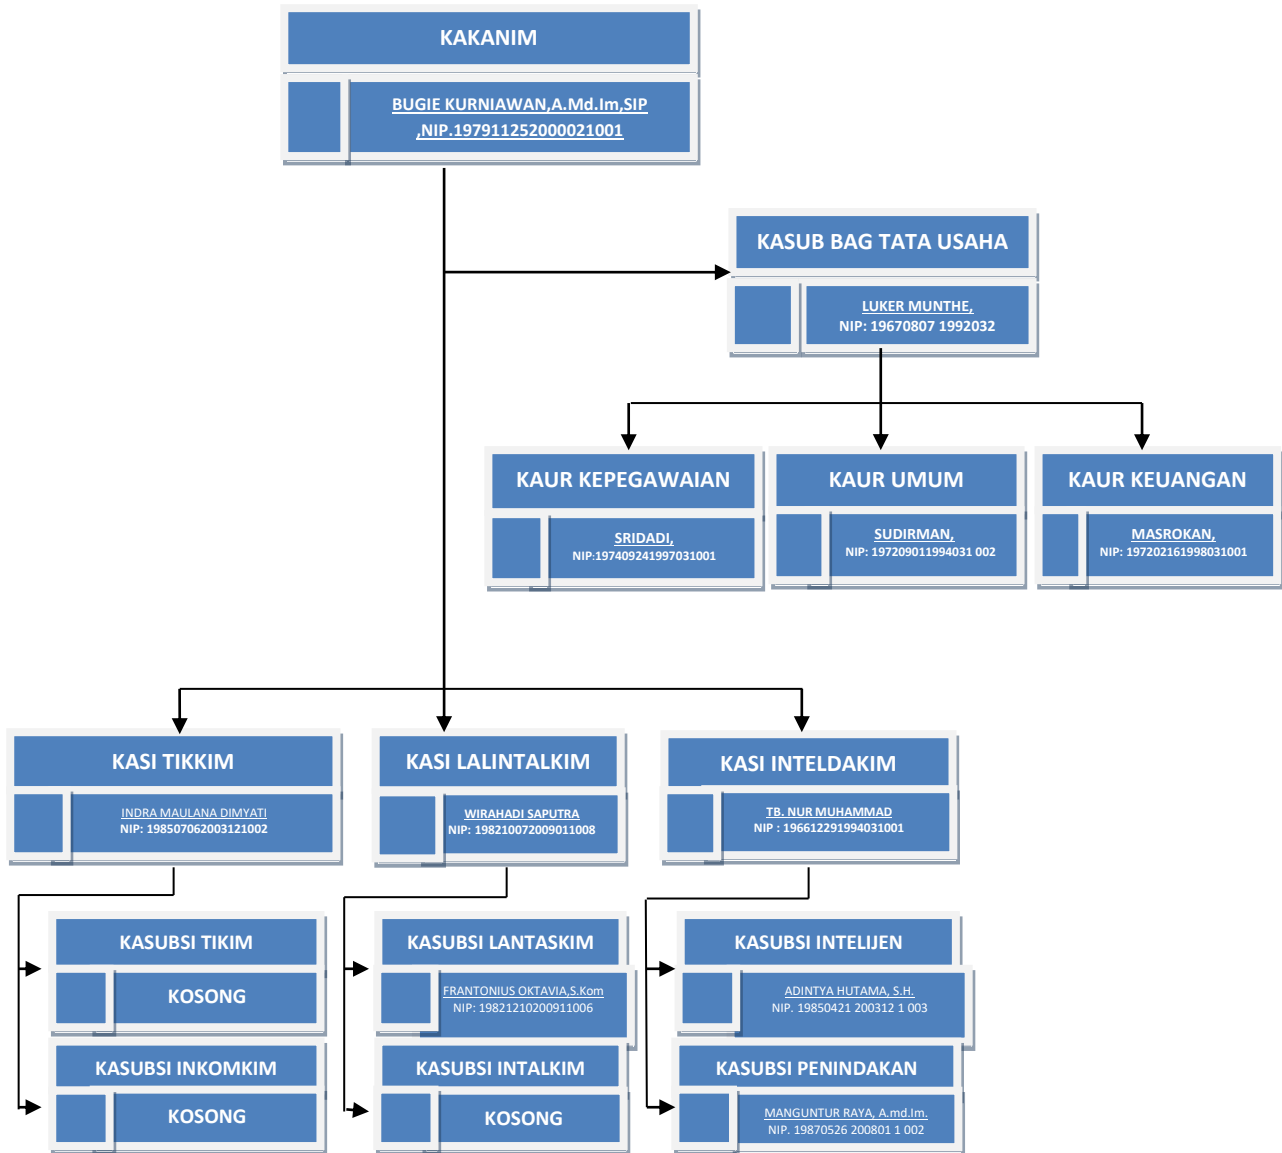 KAKANIM
BUGIE KURNIAWAN,A.Md.Im,SIP
,NIP.197911252000021001
KASUB BAG TATA USAHA
LUKER MUNTHE,
NIP: 19670807 1992032
KAUR KEPEGAWAIAN
SRIDADI,
NIP:197409241997031001
KAUR UMUM
SUDIRMAN,
NIP: 197209011994031 002
KAUR KEUANGAN
MASROKAN,
NIP: 197202161998031001
KASI TIKKIM
INDRA MAULANA DIMYATI
NIP: 198507062003121002
KASI LALINTALKIM
WIRAHADI SAPUTRA
NIP: 198210072009011008
KASI INTELDAKIM
TB. NUR MUHAMMAD
NIP : 196612291994031001
KASUBSI TIKIM
KOSONG
KASUBSI INKOMKIM
KOSONG
KASUBSI LANTASKIM
FRANTONIUS OKTAVIA,S.Kom
NIP: 19821210200911006
KASUBSI INTALKIM
KOSONG
KASUBSI INTELIJEN
ADINTYA HUTAMA, S.H.
NIP. 19850421 200312 1 003
KASUBSI PENINDAKAN
MANGUNTUR RAYA, A.md.Im.
NIP. 19870526 200801 1 002